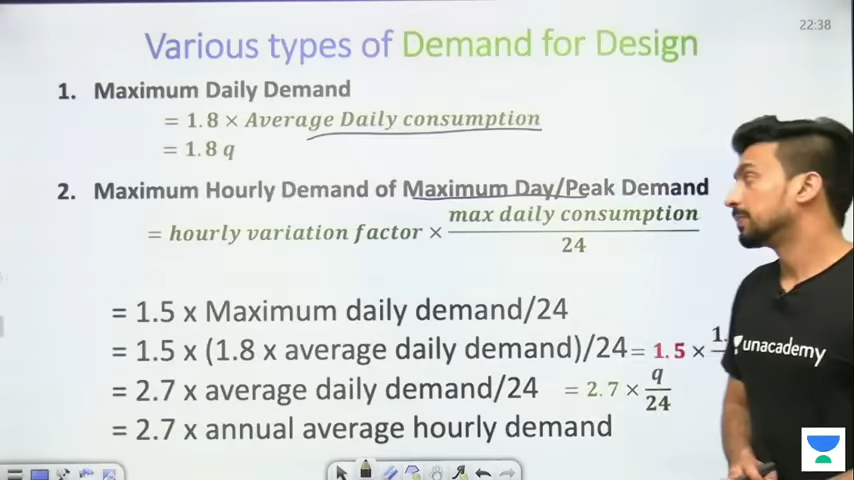 22:38
Various types of Demand for Design
1. Maximum Daily Demand
= 1.8 × Average Daily consumption
= 1.8 q
2. Maximum Hourly Demand of Maximum Day/Peak Demand
= hourly variation factor × max daily consumption / 24
= 1.5 x Maximum daily demand/24
= 1.5 x (1.8 x average daily demand)/24 = 1.5 × 1.
= 2.7 x average daily demand/24 = 2.7 × q / 24
= 2.7 x annual average hourly demand
unacademy